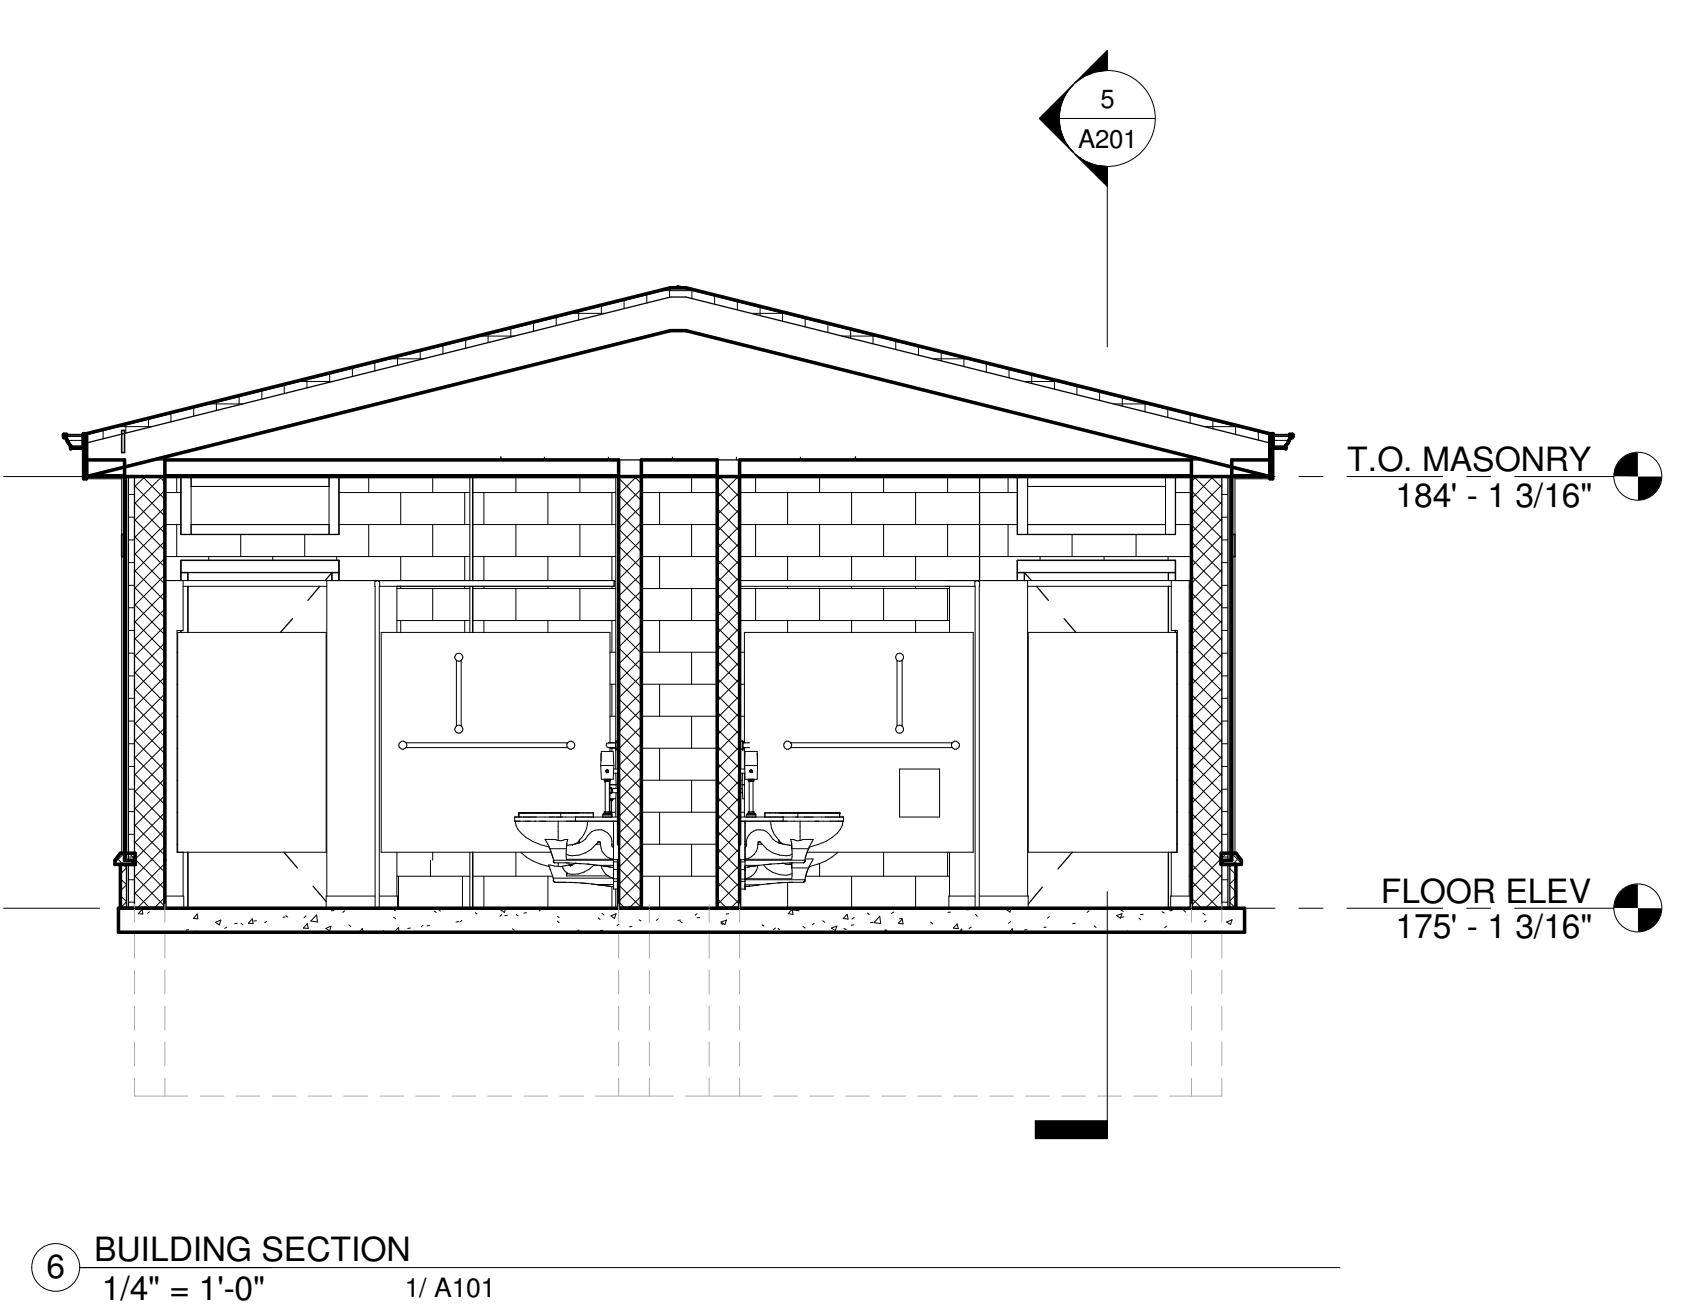 5
A201
T.O. MASONRY
184' - 1 3/16"
FLOOR ELEV
175' - 1 3/16"
6
BUILDING SECTION
1/4" = 1'-0"
1/ A101